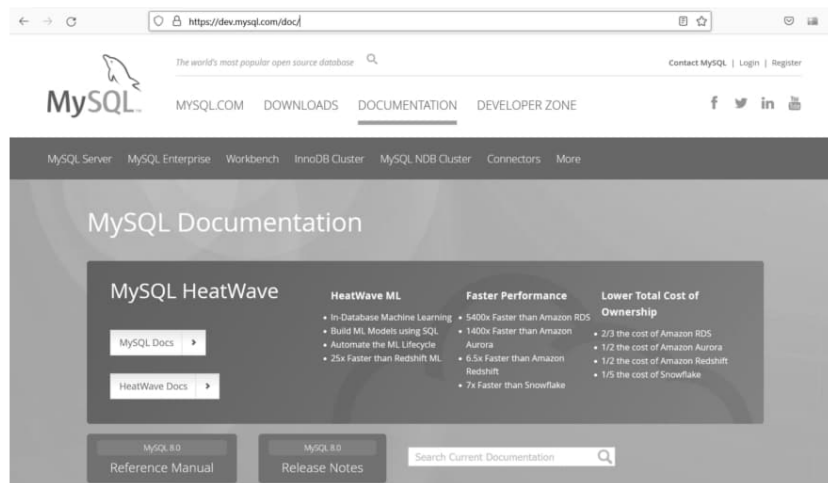 https://dev.mysql.com/doc/
The world's most popular open source database
Contact MySQL | Login | Register
MySQL™
MYSQL.COM DOWNLOADS DOCUMENTATION DEVELOPER ZONE
f in You Tube
MySQL Server MySQL Enterprise Workbench InnoDB Cluster MySQL NDB Cluster Connectors More
MySQL Documentation
MySQL HeatWave
MySQL Docs
HeatWave Docs
HeatWave ML
• In-Database Machine Learning
• Build ML Models using SQL
• Automate the ML Lifecycle
• 25x Faster than Redshift ML
Faster Performance
• 5400x Faster than Amazon RDS
• 1400x Faster than Amazon
Aurora
• 6.5x Faster than Amazon
Redshift
• 7x Faster than Snowflake
Lower Total Cost of
Ownership
• 2/3 the cost of Amazon RDS
• 1/2 the cost of Amazon Aurora
• 1/2 the cost of Amazon Redshift
• 1/5 the cost of Snowflake
MySQL 8.0
Reference Manual
MySQL 8.0
Release Notes
Search Current Documentation